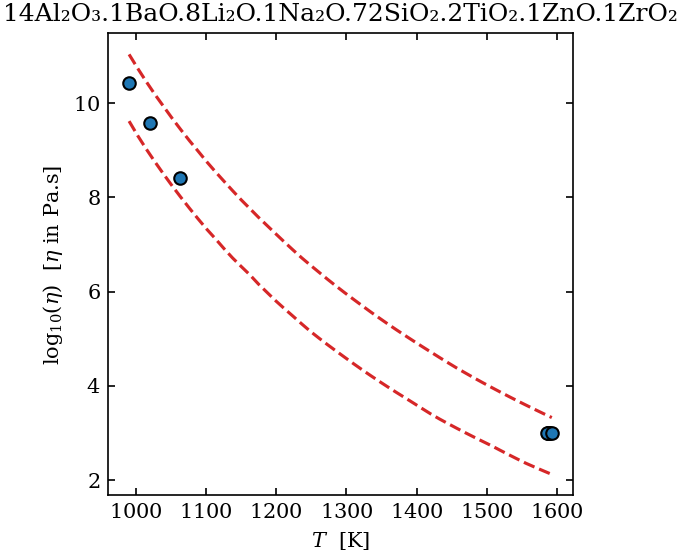 14Al₂O₃.1BaO.8Li₂O.1Na₂O.72SiO₂.2TiO₂.1ZnO.1ZrO₂
10
8
6
4
2
log₁₀(η) [η in Pa.s]
1000 1100 1200 1300 1400 1500 1600
T [K]